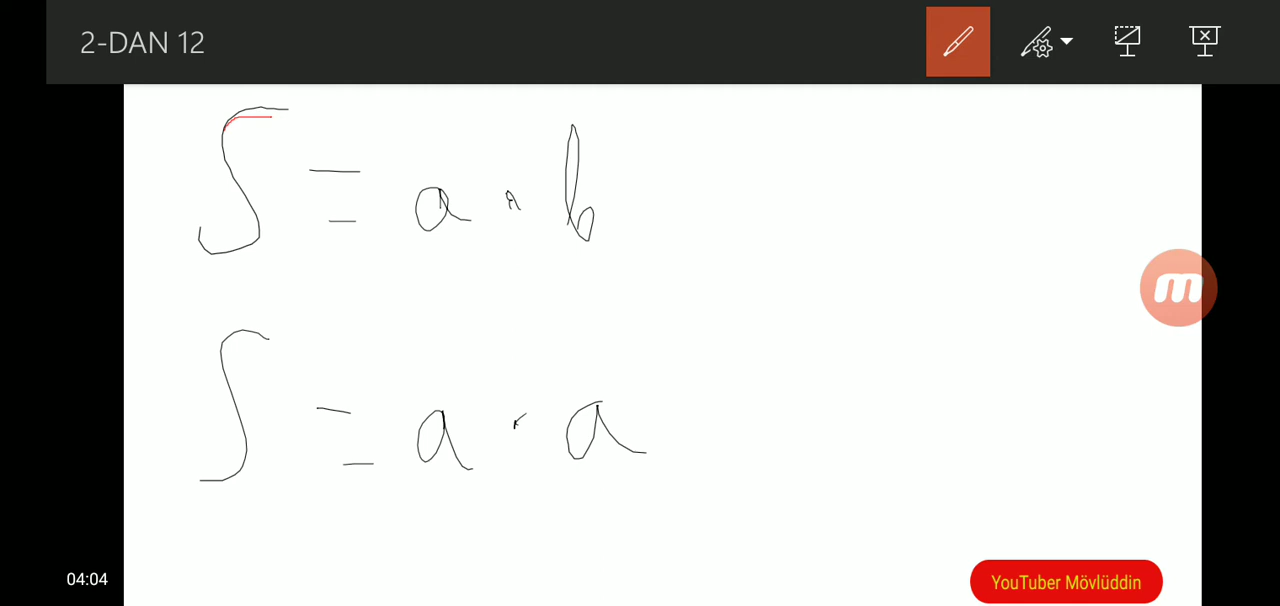 2-DAN 12
S = a · b
S = a · a
04:04
YouTuber Mövlüddin